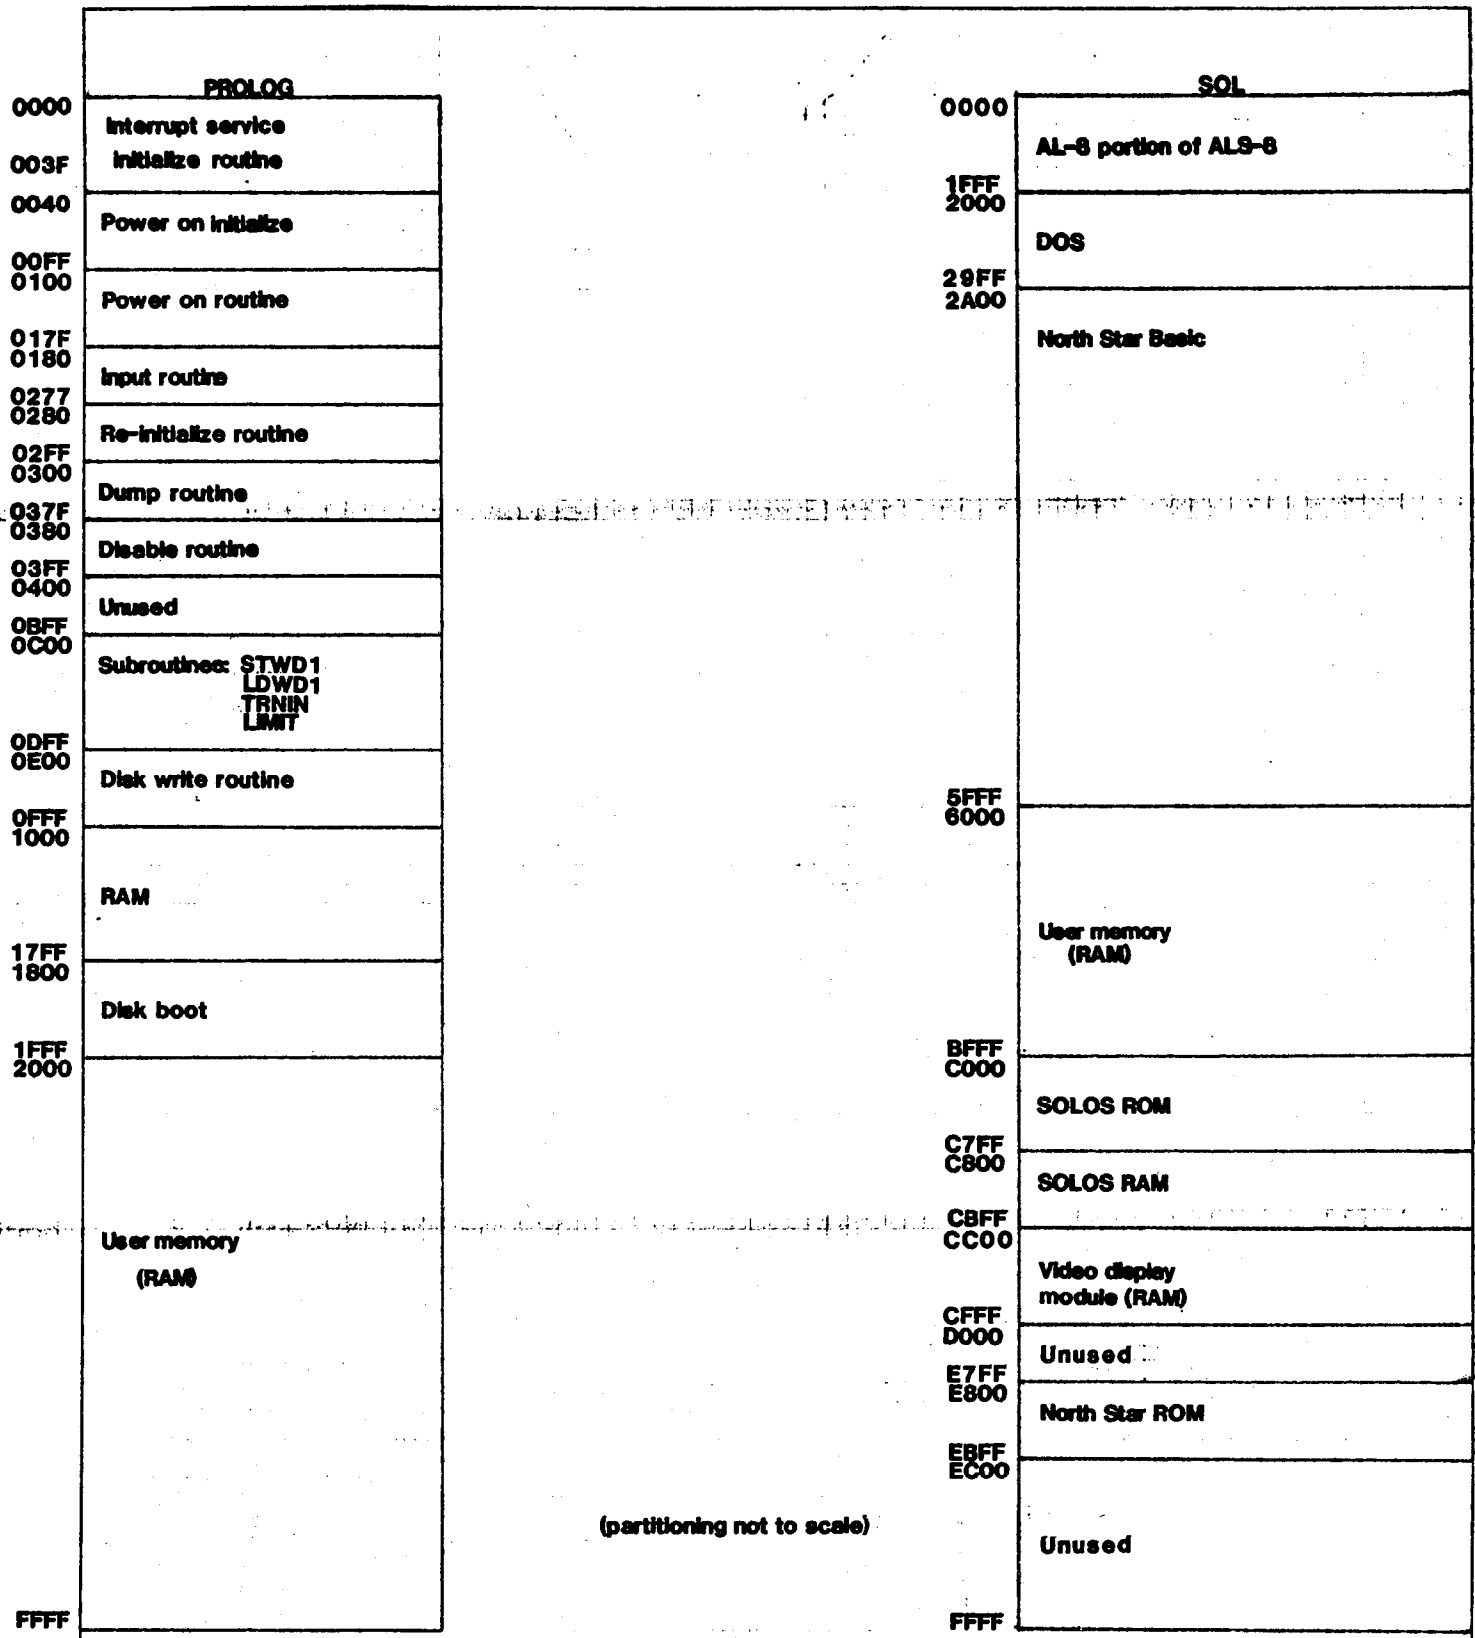 PROLOG
0000
Interrupt service
initialize routine
003F
0040
Power on initialize
00FF
0100
Power on routine
017F
0180
Input routine
0277
0280
Re-initialize routine
02FF
0300
Dump routine
037F
0380
Disable routine
03FF
0400
Unused
0BFF
0C00
Subroutines: STWD1
LDWD1
TRNIN
LIMIT
0DFF
0E00
Disk write routine
0FFF
1000
RAM
17FF
1800
Disk boot
1FFF
2000
User memory
(RAM)
FFFF
(partitioning not to scale)
SOL
0000
AL-8 portion of ALS-8
1FFF
2000
DOS
29FF
2A00
North Star Basic
5FFF
6000
User memory
(RAM)
BFFF
C000
SOLOS ROM
C7FF
C800
SOLOS RAM
CBFF
CC00
Video display
module (RAM)
CFFF
D000
Unused
E7FF
E800
North Star ROM
EBFF
EC00
Unused
FFFF